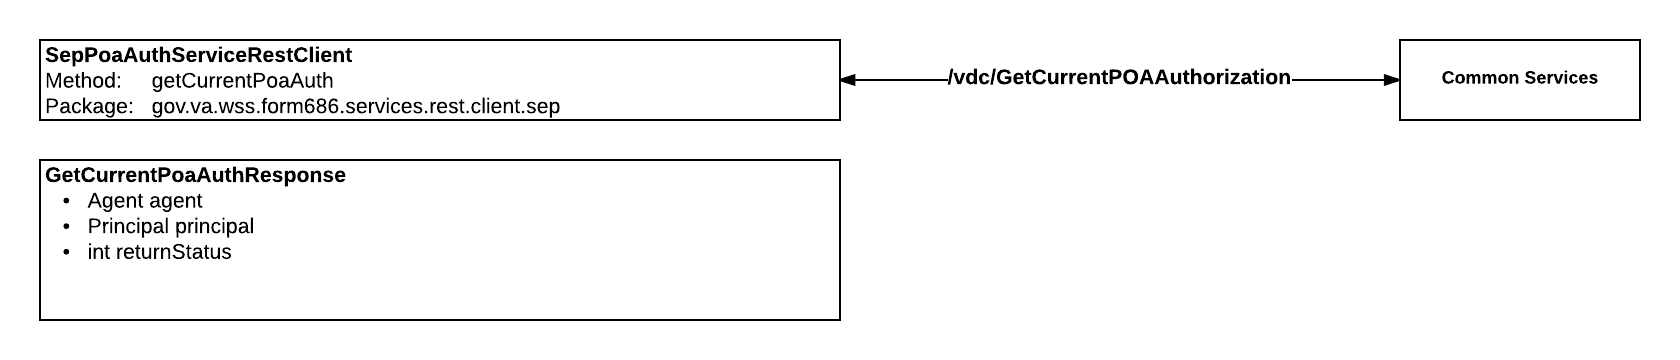 SepPoaAuthServiceRestClient
Method: getCurrentPoaAuth
Package: gov.va.wss.form686.services.rest.client.sep
/vdc/GetCurrentPOAAuthorization
Common Services
GetCurrentPoaAuthResponse
• Agent agent
• Principal principal
• int returnStatus